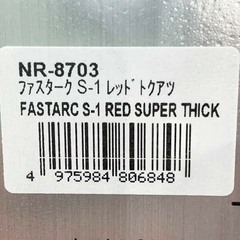 NR-8703
ﾌｧｽﾀｰｸ S-1 ﾚｯﾄﾞﾄｸｱﾂ
FASTARC S-1 RED SUPER THICK
4 975984 806848